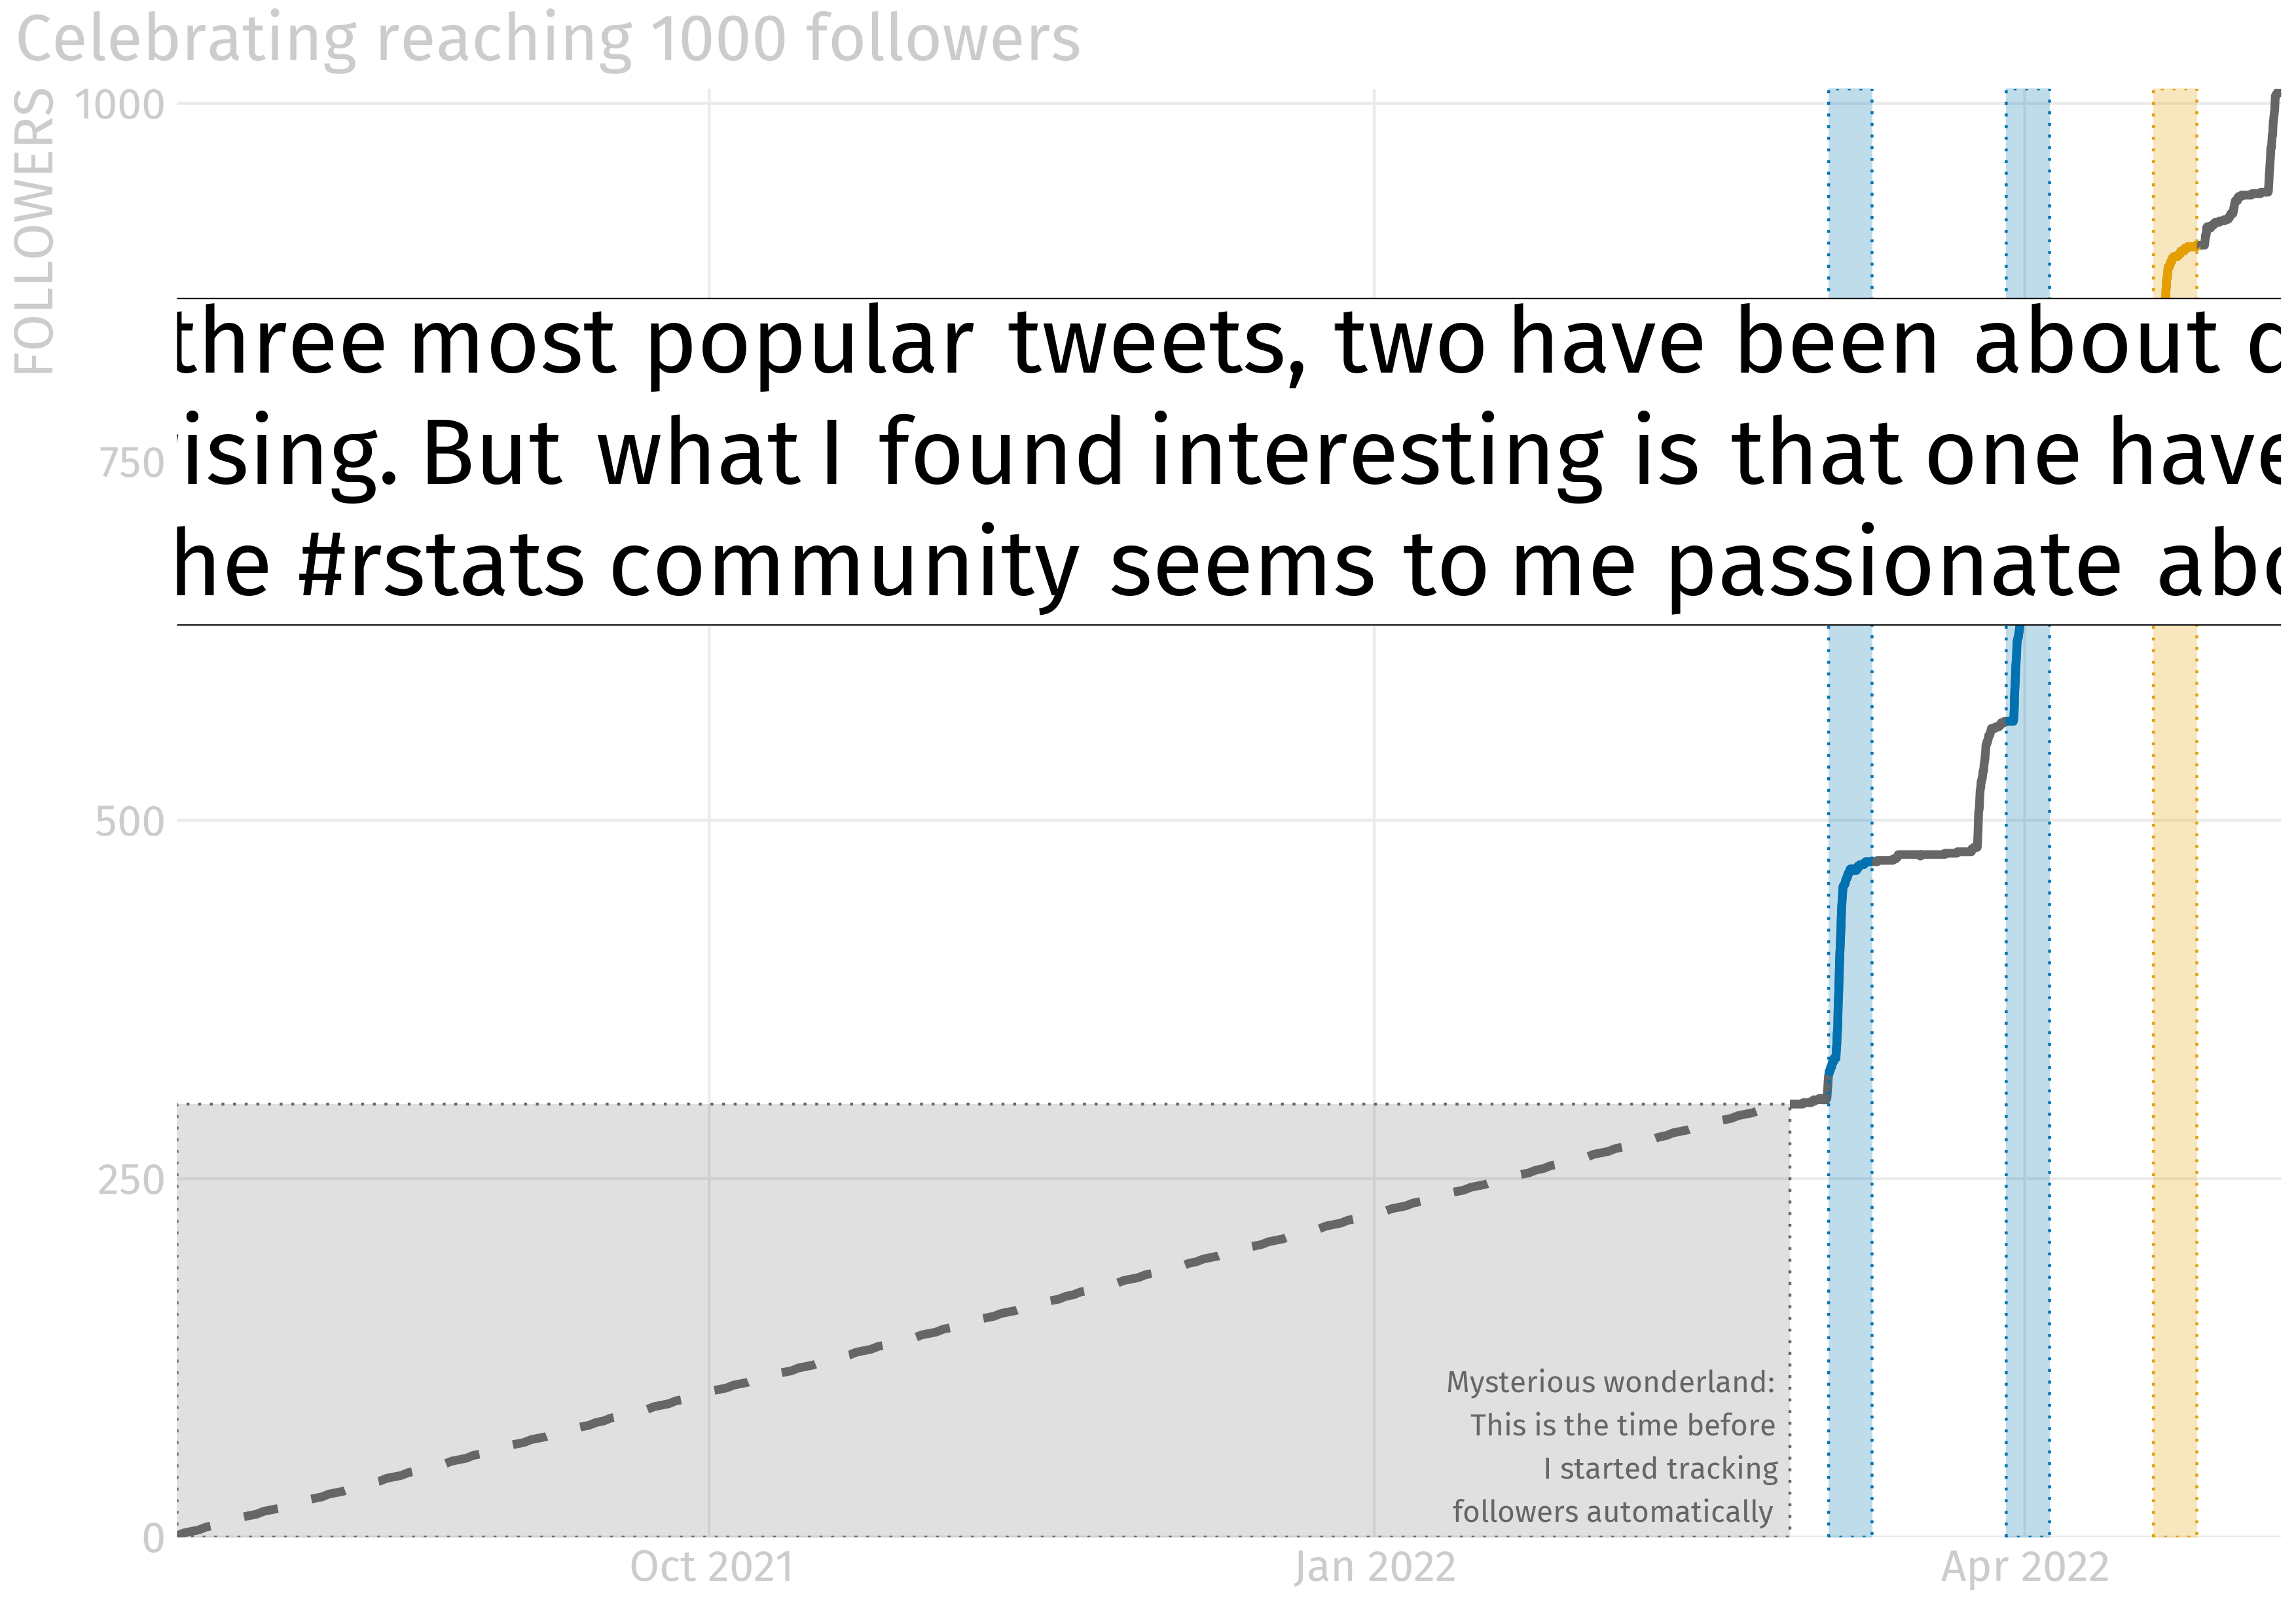 Celebrating reaching 1000 followers
FOLLOWERS
1000
three most popular tweets, two have been about
750
ising. But what I found interesting is that one have
he #rstats community seems to me passionate
500
250
Mysterious wonderland:
This is the time before
I started tracking
followers automatically
0
Oct 2021 Jan 2022 Apr 2022